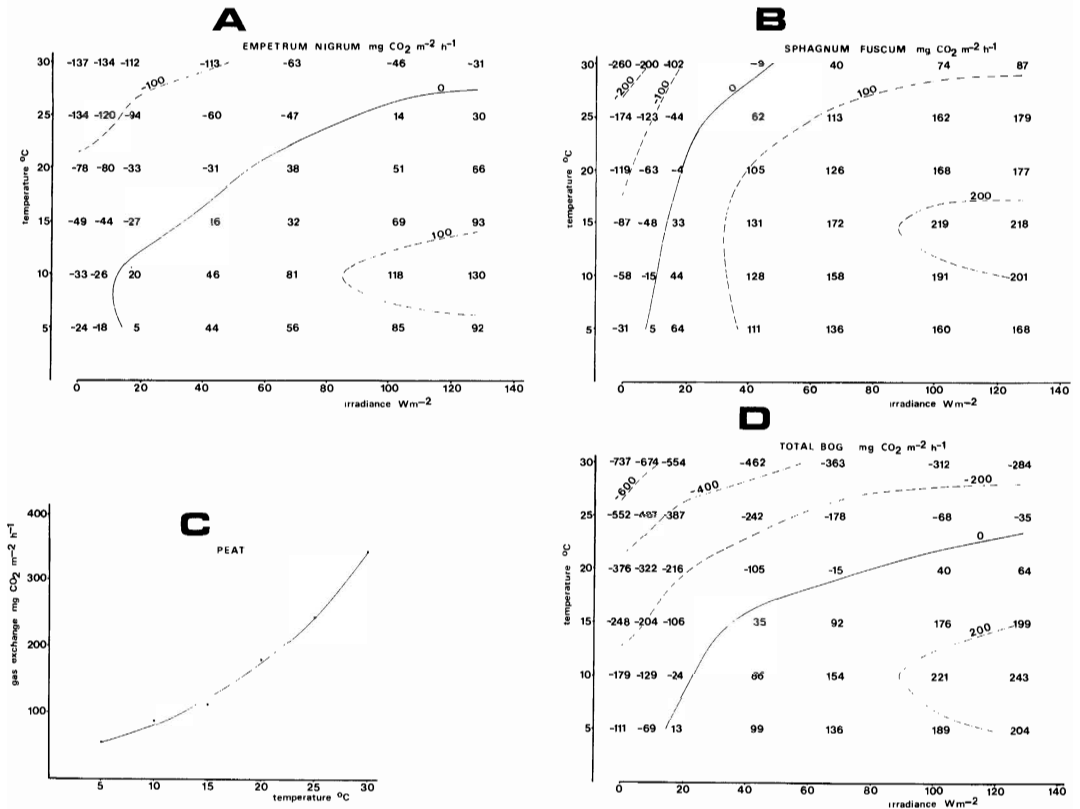 A
EMPETRUM NIGRUM mg CO2 m-2 h-1
30 -137 -134 -112 -113 -63 -46 -31
-100
0
25 -134 -120 -94 -60 -47 14 30
20 -78 -80 -33 -31 38 51 66
15 -49 -44 -27 16 32 69 93
100
10 -33 -26 20 46 81 118 130
5 -24 -18 5 44 56 85 92
temperature °C
0 20 40 60 80 100 120 140
irradiance Wm-2
B
SPHAGNUM FUSCUM mg CO2 m-2 h-1
30 -260 -200 -102 -9 40 74 87
-200 -100 0 100
25 -174 -123 -44 62 113 162 179
20 -119 -63 -4 105 126 168 177
200
15 -87 -48 33 131 172 219 218
10 -58 -15 44 128 158 191 201
5 -31 5 64 111 136 160 168
temperature °C
0 20 40 60 80 100 120 140
irradiance Wm-2
C
PEAT
400
300
200
100
gas exchange mg CO2 m-2 h-1
5 10 15 20 25 30
temperature °C
D
TOTAL BOG mg CO2 m-2 h-1
30 -737 -674 -554 -462 -363 -312 -284
-600 -400 -200
25 -552 -487 -387 -242 -178 -68 -35
0
20 -376 -322 -216 -105 -15 40 64
15 -248 -204 -106 35 92 176 199
200
10 -179 -129 -24 66 154 221 243
5 -111 -69 13 99 136 189 204
temperature °C
0 20 40 60 80 100 120 140
irradiance Wm-2